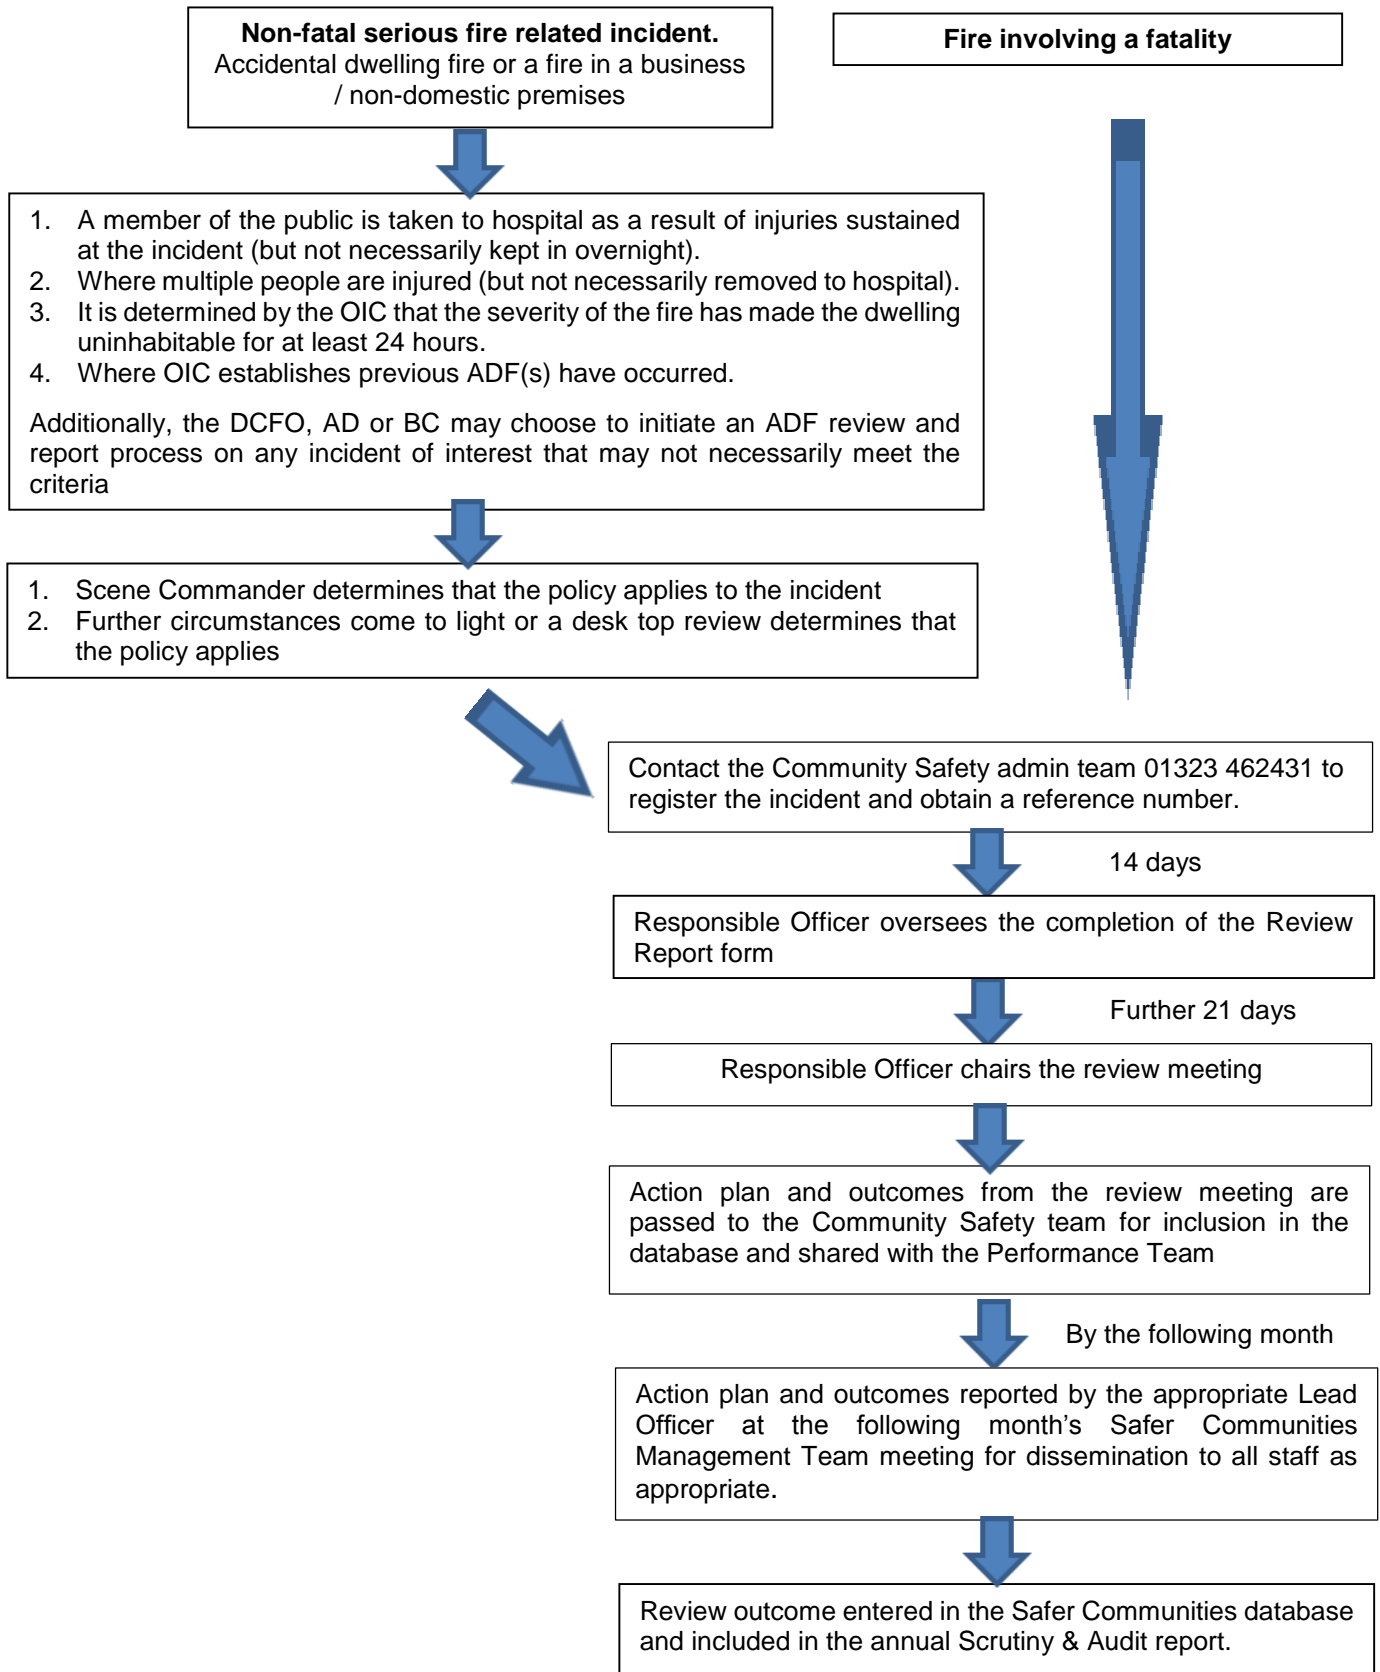 Non-fatal serious fire related incident.
Accidental dwelling fire or a fire in a business
/ non-domestic premises
Fire involving a fatality
1. A member of the public is taken to hospital as a result of injuries sustained
at the incident (but not necessarily kept in overnight).
2. Where multiple people are injured (but not necessarily removed to hospital).
3. It is determined by the OIC that the severity of the fire has made the dwelling
uninhabitable for at least 24 hours.
4. Where OIC establishes previous ADF(s) have occurred.
Additionally, the DCFO, AD or BC may choose to initiate an ADF review and
report process on any incident of interest that may not necessarily meet the
criteria
1. Scene Commander determines that the policy applies to the incident
2. Further circumstances come to light or a desk top review determines that
the policy applies
Contact the Community Safety admin team 01323 462431 to
register the incident and obtain a reference number.
14 days
Responsible Officer oversees the completion of the Review
Report form
Further 21 days
Responsible Officer chairs the review meeting
Action plan and outcomes from the review meeting are
passed to the Community Safety team for inclusion in the
database and shared with the Performance Team
By the following month
Action plan and outcomes reported by the appropriate Lead
Officer at the following month's Safer Communities
Management Team meeting for dissemination to all staff as
appropriate.
Review outcome entered in the Safer Communities database
and included in the annual Scrutiny & Audit report.